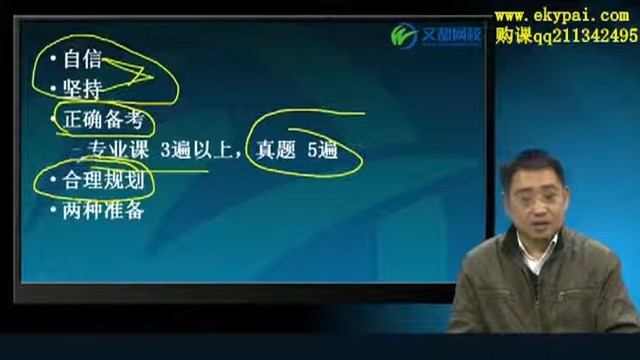 www.ekypai.com
购课qq211342495
文都网校
·自信
·坚持
·正确备考
–专业课 3遍以上，真题 5遍
·合理规划
·两种准备